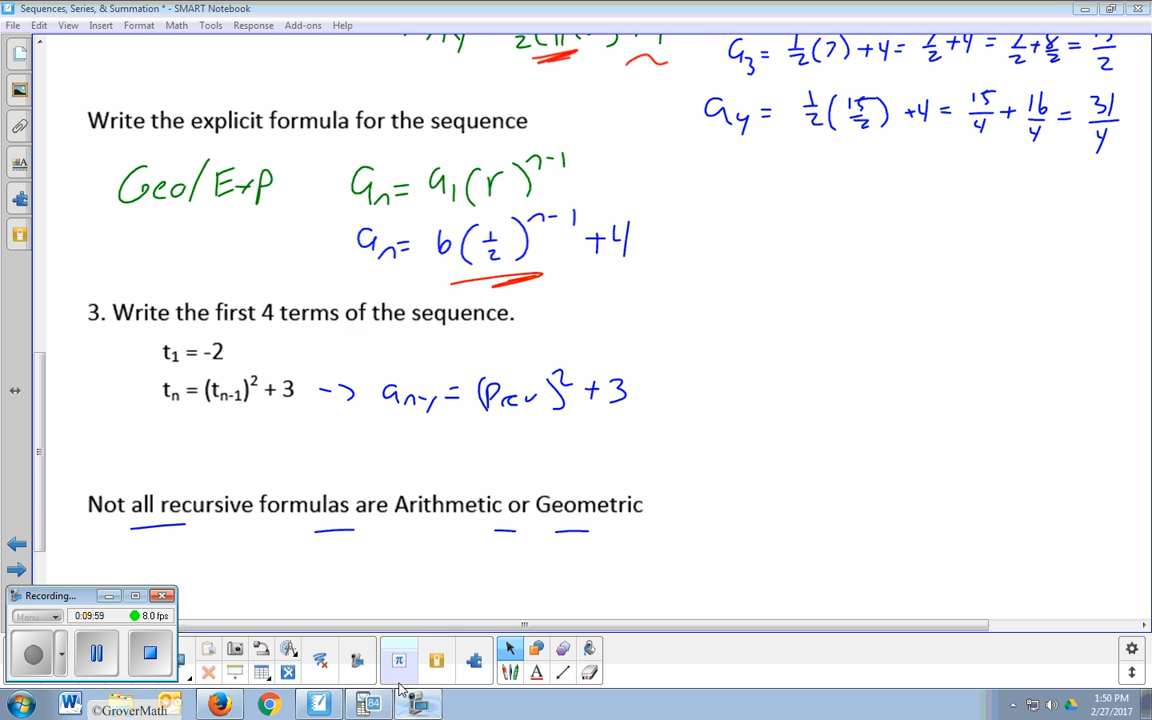 Sequences, Series, & Summation * - SMART Notebook
File Edit View Insert Format Math Tools Response Add-ons Help
a₃ = 1/2(7) + 4 = 7/2 + 4 = 7/2 + 8/2 = 15/2
a₄ = 1/2(15/2) + 4 = 15/4 + 16/4 = 31/4
Write the explicit formula for the sequence
Geo/Exp aₙ = a₁(r)ⁿ⁻¹
aₙ = 6(1/2)ⁿ⁻¹ + 4
3. Write the first 4 terms of the sequence.
t₁ = -2
tₙ = (tₙ₋₁)² + 3 --> aₙ₋₁ = (prev)² + 3
Not all recursive formulas are Arithmetic or Geometric
Recording...
Menu 0:09:59 8.0 fps
π
A
84
©GroverMath
1:50 PM
2/27/2017